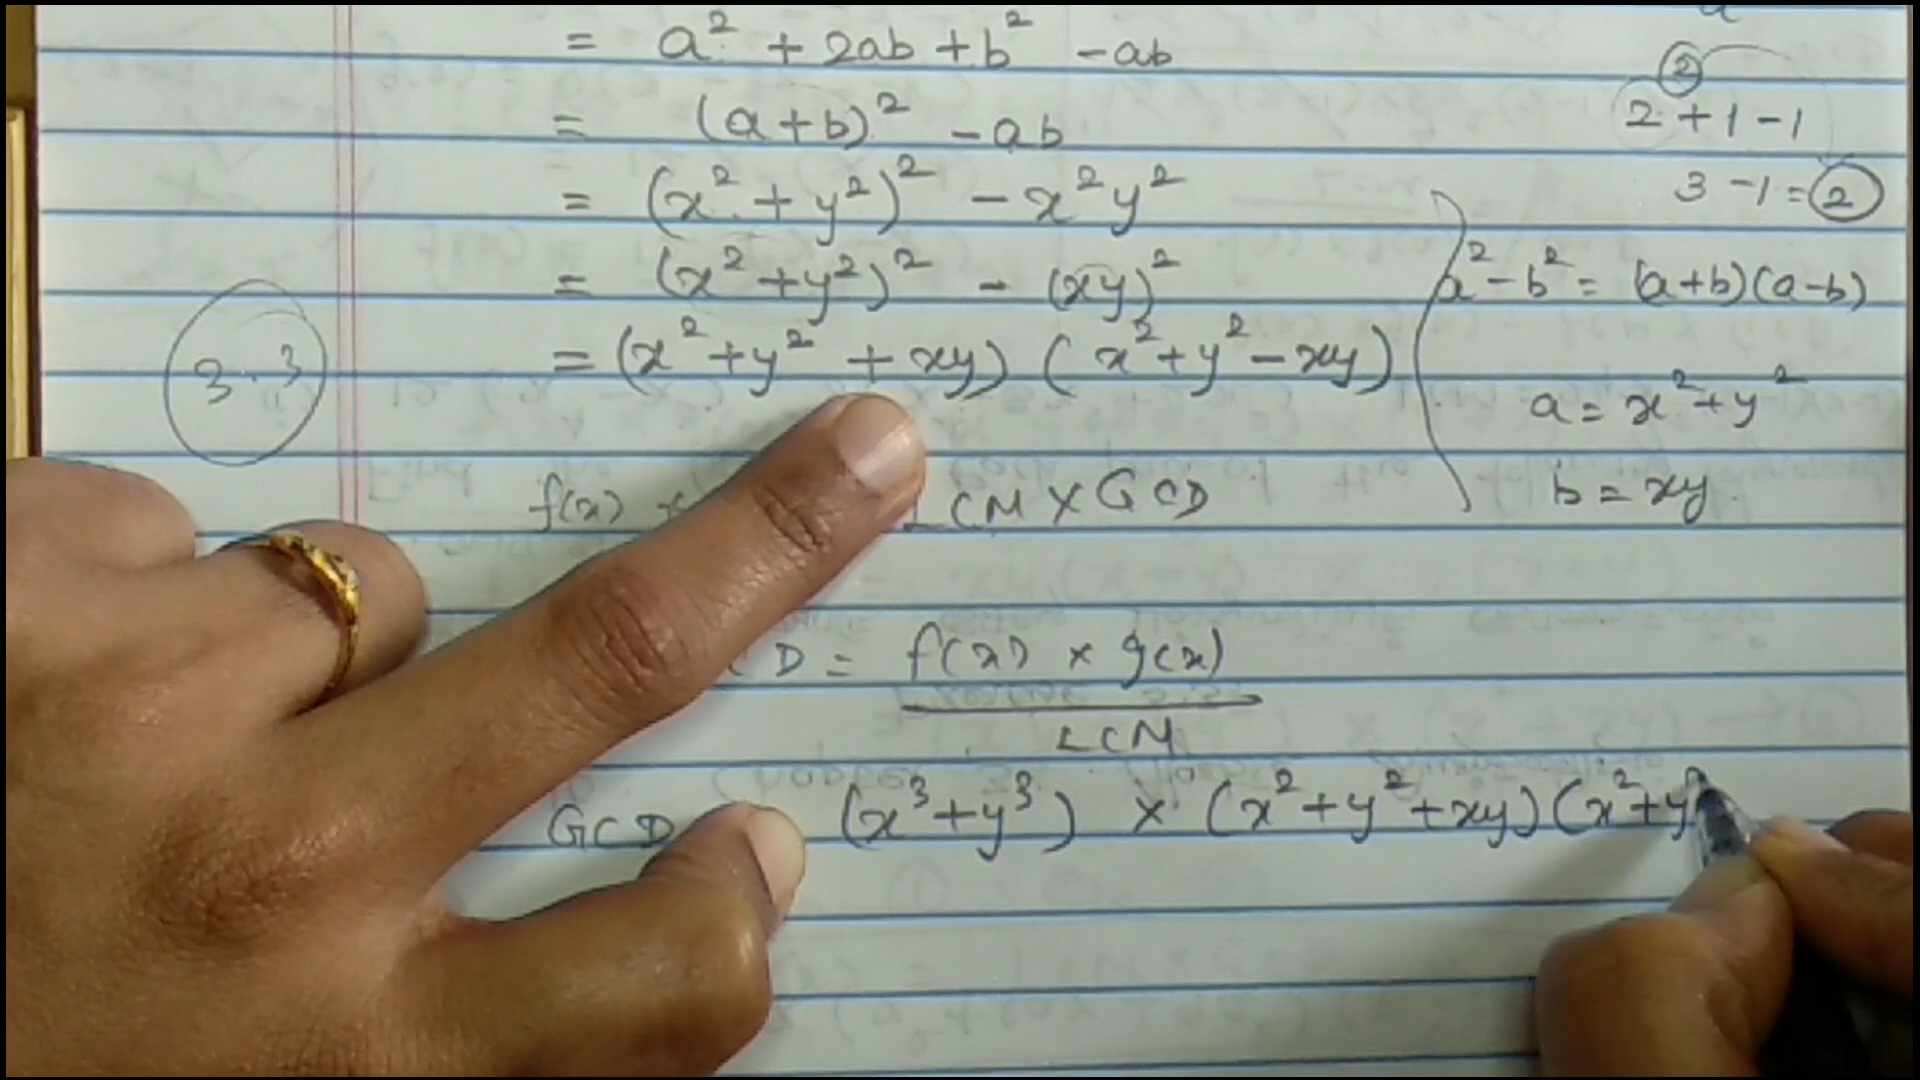 = a² + 2ab + b² - ab
= (a+b)² - ab
= (x² + y²)² - x²y²
= (x² + y²)² - (xy)²
= (x² + y² + xy) (x² + y² - xy)
f(x) × LCM × GCD
CD = f(x) × g(x)
LCM
GCD (x³ + y³) × (x² + y² + xy) (x² + y
3.3
②
2 + 1 - 1
3 - 1 = ②
a² - b² = (a+b)(a-b)
a = x² + y²
b = xy